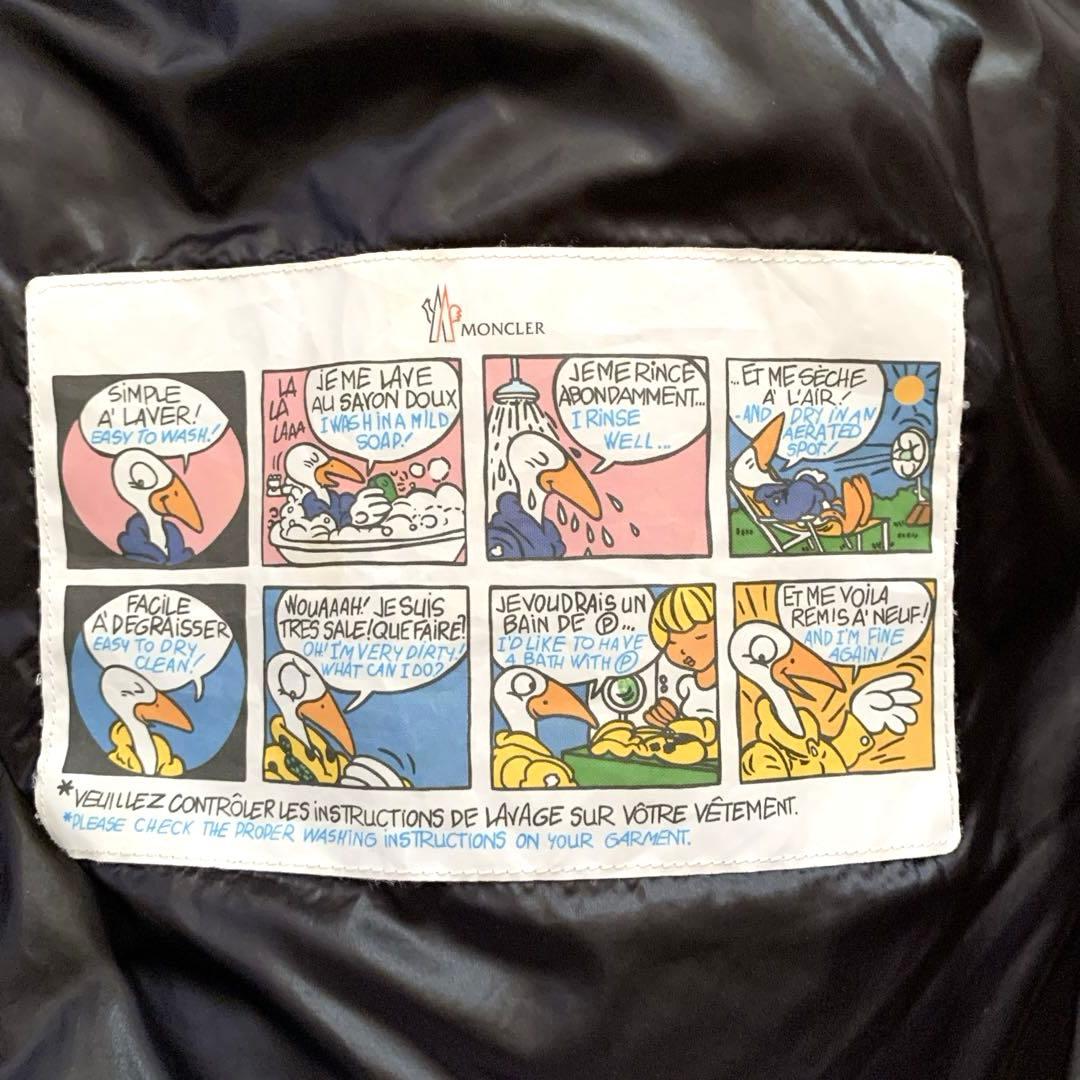 MONCLER
SIMPLE
A' LAVER!
EASY TO WASH!
LA
LA
LAAA
JE ME LAVE
AU SAVON DOUX
I WASH IN A MILD
SOAP!
JE ME RINCE
ABONDAMMENT...
I RINSE
WELL...
...ET ME SÈCHE
A' L'AIR!
-AND I DRY IN AN
AERATED
SPOT!
FACILE
A' DEGRAISSER
EASY TO DRY
CLEAN!
WOUAAAH! JE SUIS
TRES SALE! QUE FAIRE?
OH! I'M VERY DIRTY!
WHAT CAN I DO?
JE VOUDRAIS UN
BAIN DE Ⓟ...
I'D LIKE TO HAVE
A BATH WITH Ⓟ
ET ME VOILA
REMIS A' NEUF!
AND I'M FINE
AGAIN!
*VEUILLEZ CONTRÔLER LES INSTRUCTIONS DE LAVAGE SUR VÔTRE VÊTEMENT.
*PLEASE CHECK THE PROPER WASHING INSTRUCTIONS ON YOUR GARMENT.